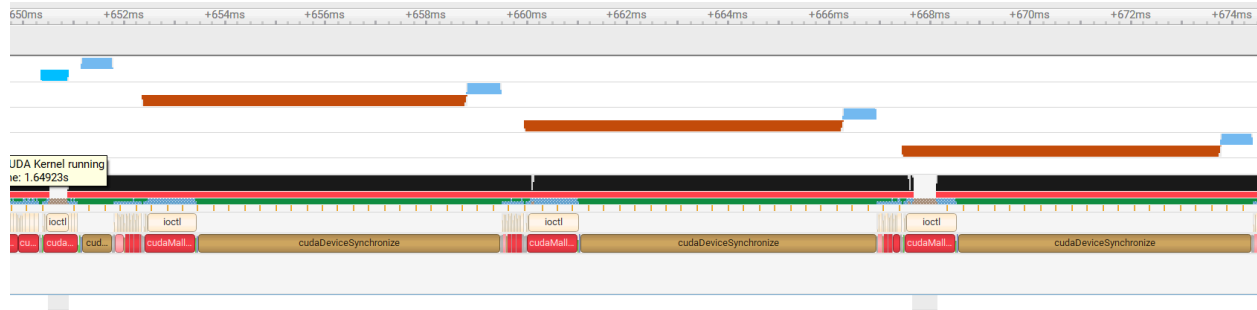 650ms +652ms +654ms +656ms +658ms +660ms +662ms +664ms +666ms +668ms +670ms +672ms +674ms
UDA Kernel running
ne: 1.64923s
ioctl ioctl ioctl ioctl
cu... cuda... cud... cudaMall... cudaDeviceSynchronize cudaMall... cudaDeviceSynchronize cudaMall... cudaDeviceSynchronize